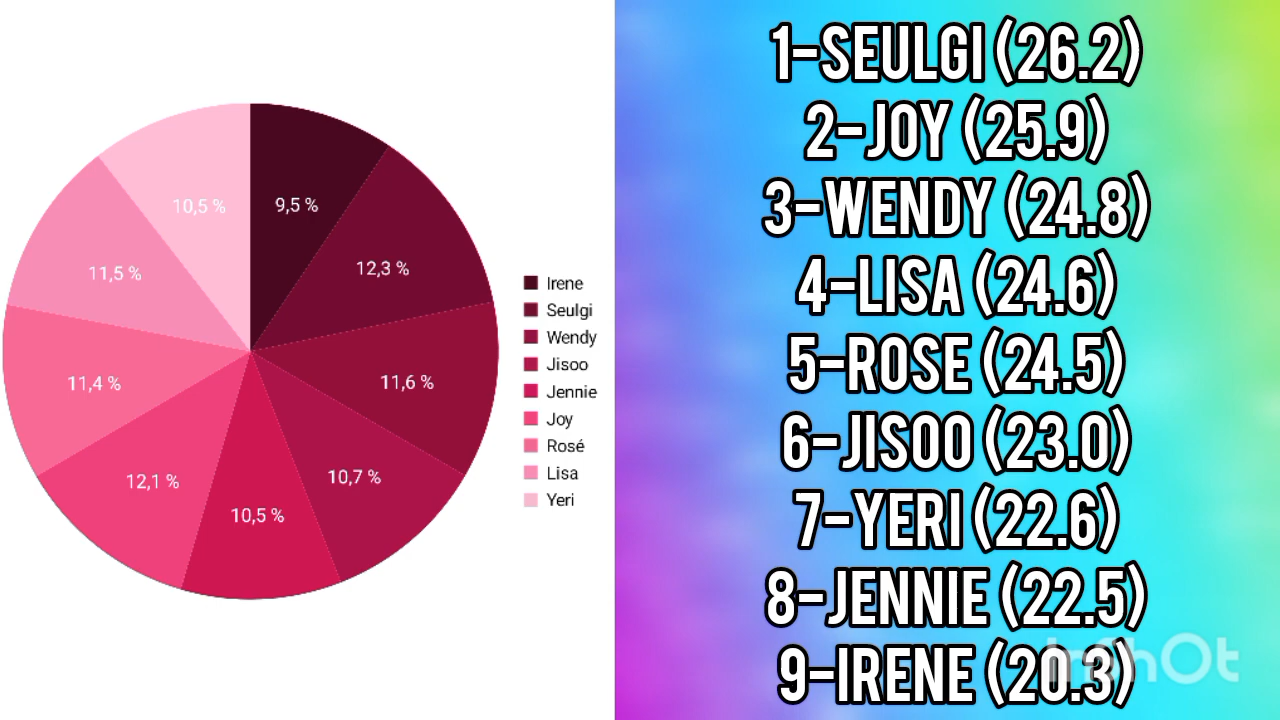 10,5 %
9,5 %
11,5 %
12,3 %
11,4 %
11,6 %
12,1 %
10,7 %
10,5 %
Irene
Seulgi
Wendy
Jisoo
Jennie
Joy
Rosé
Lisa
Yeri
1-SEULGI (26.2)
2-JOY (25.9)
3-WENDY (24.8)
4-LISA (24.6)
5-ROSE (24.5)
6-JISOO (23.0)
7-YERI (22.6)
8-JENNIE (22.5)
9-IRENE (20.3)
InShOt